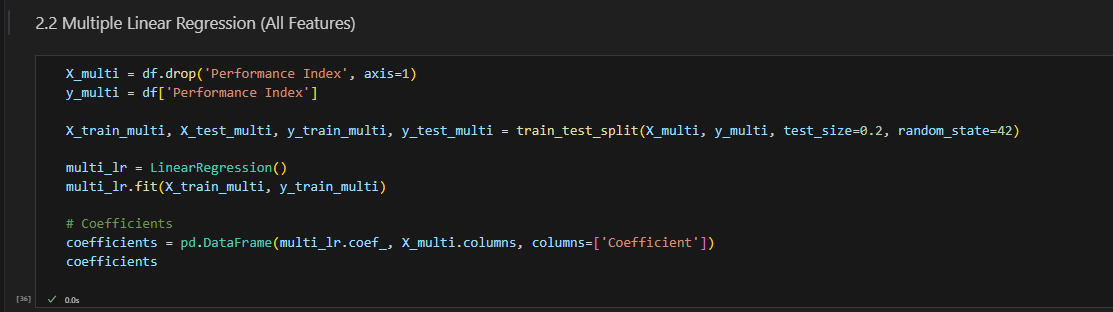 2.2 Multiple Linear Regression (All Features)
X_multi = df.drop('Performance Index', axis=1)
y_multi = df['Performance Index']
X_train_multi, X_test_multi, y_train_multi, y_test_multi = train_test_split(X_multi, y_multi, test_size=0.2, random_state=42)
multi_lr = LinearRegression()
multi_lr.fit(X_train_multi, y_train_multi)
# Coefficients
coefficients = pd.DataFrame(multi_lr.coef_, X_multi.columns, columns=['Coefficient'])
coefficients
[36] ✓ 0.0s